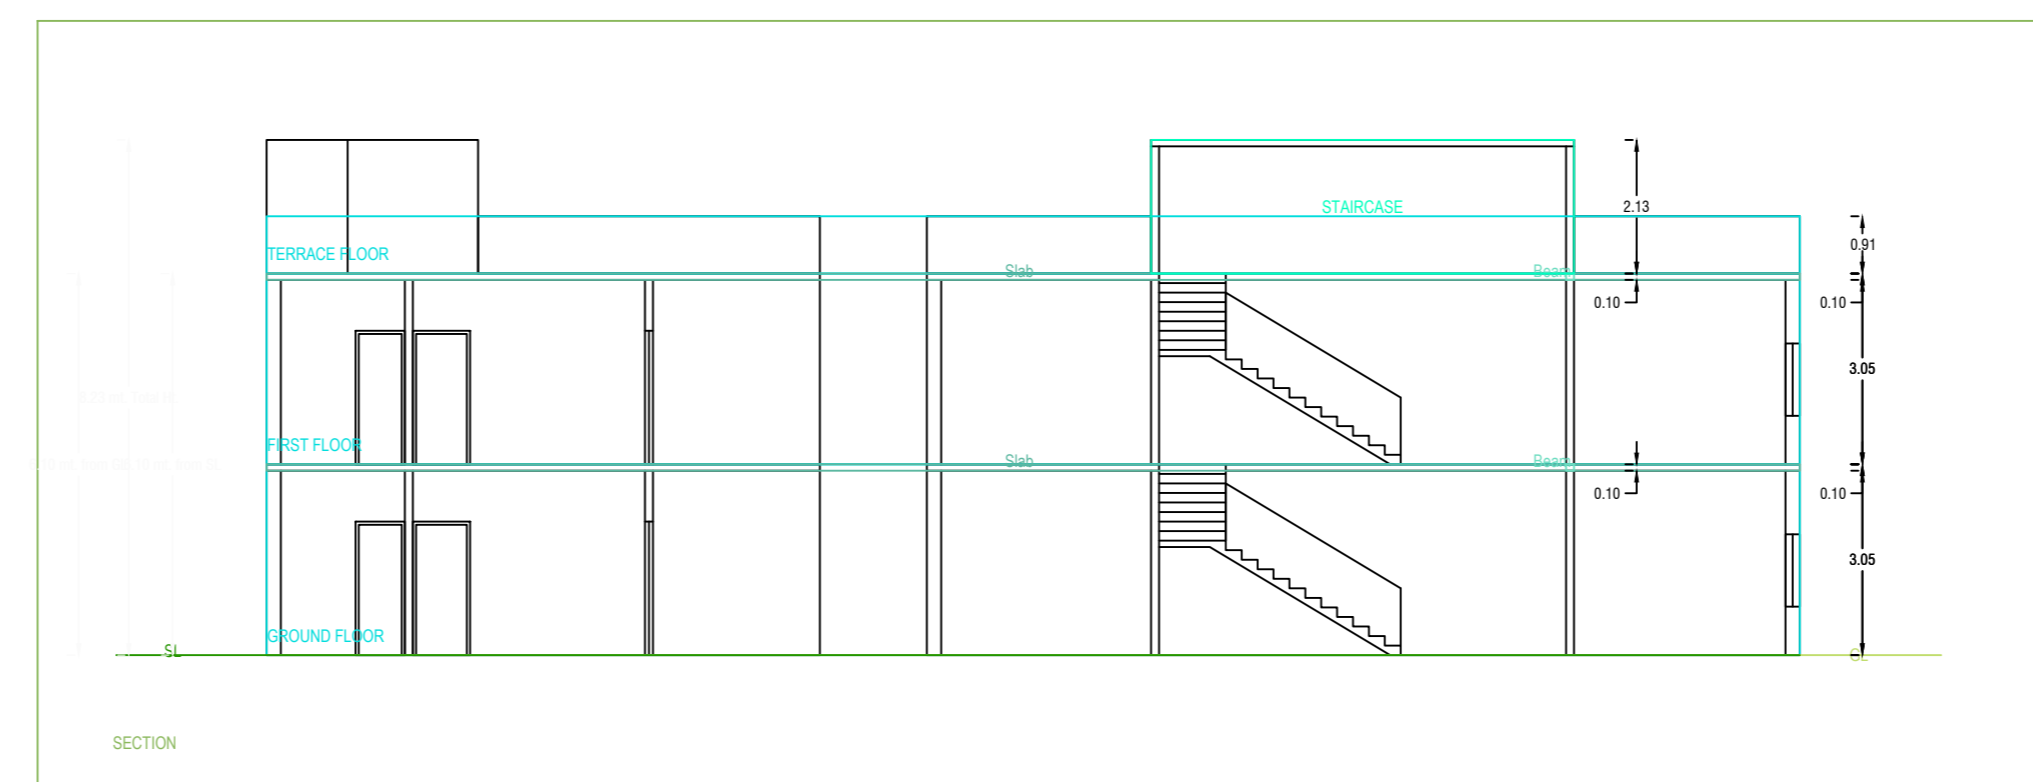 STAIRCASE
2.13
0.91
TERRACE FLOOR
Slab
Beam
0.10
0.10
3.05
FIRST FLOOR
Slab
Beam
0.10
0.10
3.05
GROUND FLOOR
SL
GL
SECTION